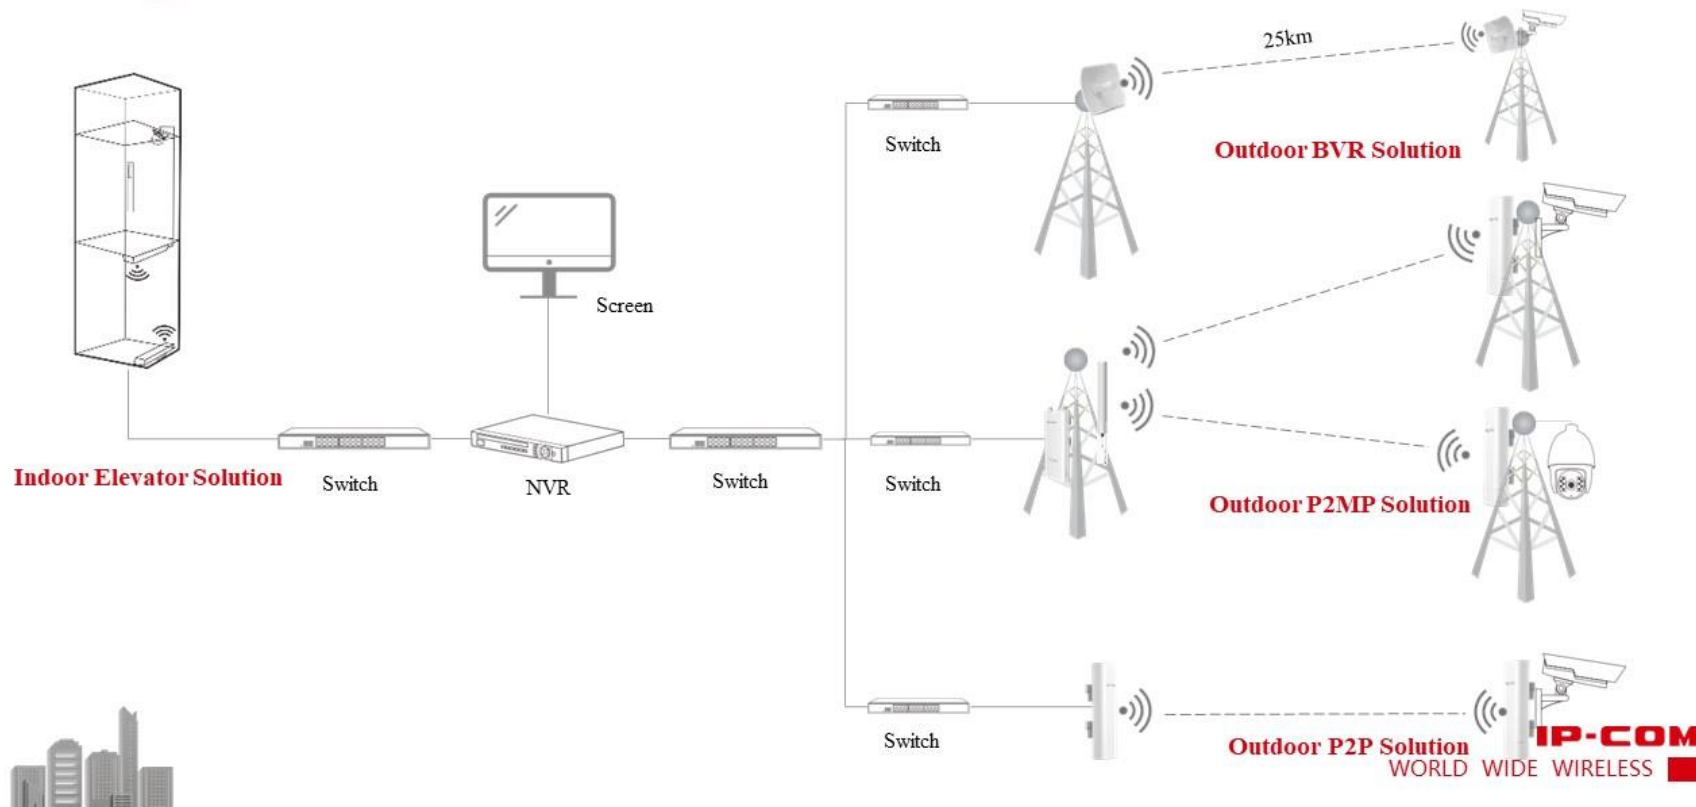 25km
Switch
Outdoor BVR Solution
Screen
Indoor Elevator Solution
Switch
NVR
Switch
Switch
Outdoor P2MP Solution
Switch
Outdoor P2P Solution
IP-COM
WORLD WIDE WIRELESS